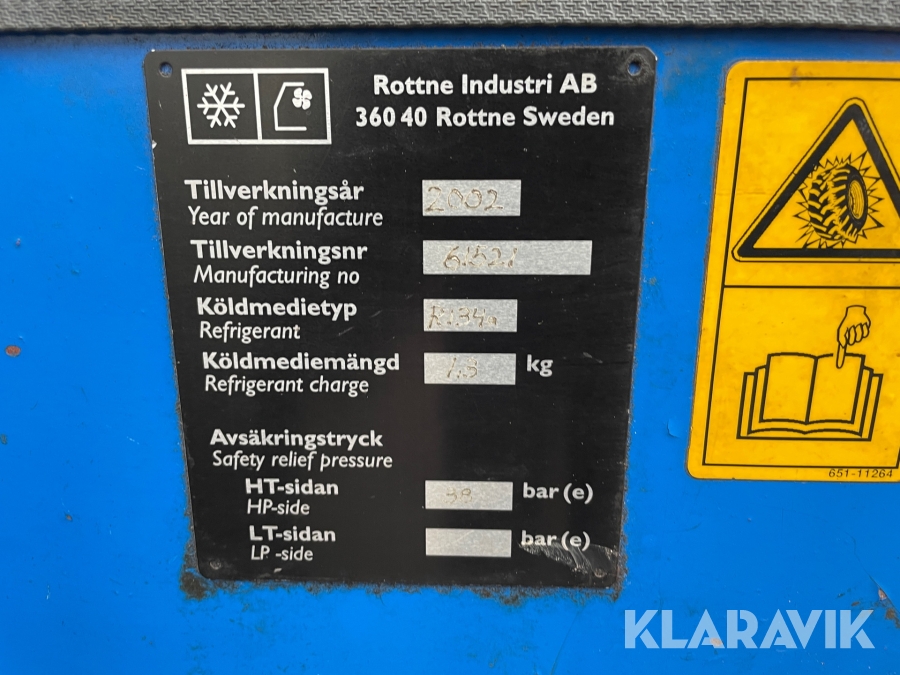 Rottne Industri AB
360 40 Rottne Sweden
Tillverkningsår 2002
Year of manufacture
Tillverkningsnr
Manufacturing no
Köldmedietyp R134a
Refrigerant
Köldmediemängd kg
Refrigerant charge
Avsäkringstryck
Safety relief pressure
HT-sidan bar (e)
HP-side
LT-sidan bar (e)
LP -side
651-11264
KLARAVIK